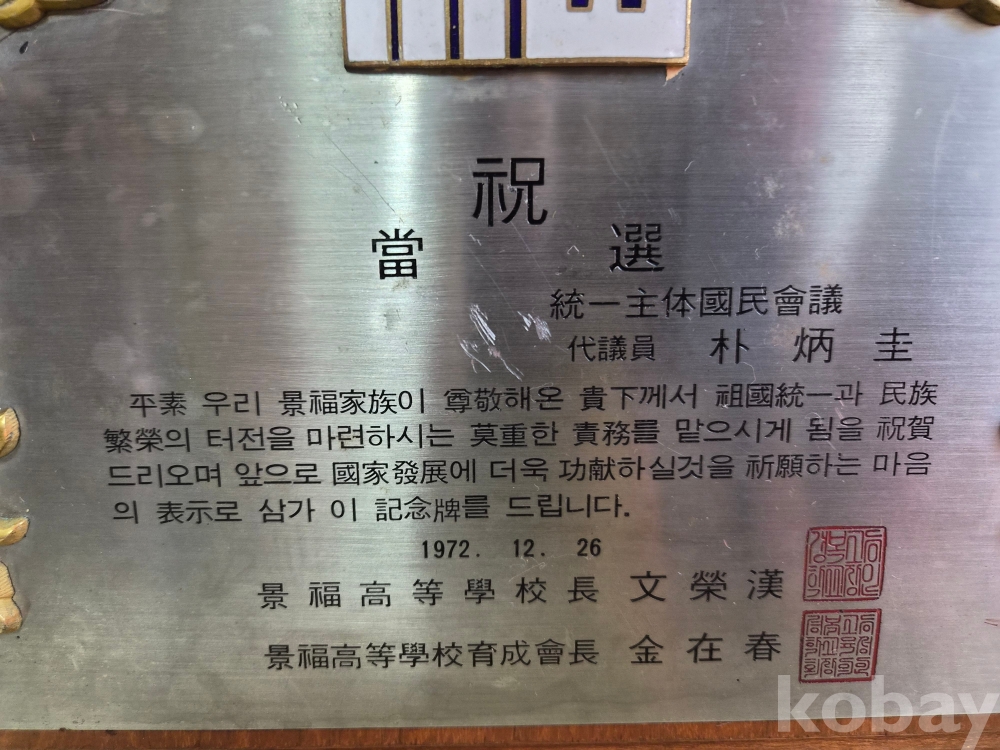 祝
當 選
統一主体國民會議
代議員 朴炳圭
平素 우리 景福家族이 尊敬해온 貴下께서 祖國統一과 民族
繁榮의 터전을 마련하시는 莫重한 責務를 맡으시게 됨을 祝賀
드리오며 앞으로 國家發展에 더욱 功献하실것을 祈願하는 마음
의 表示로 삼가 이 記念牌를 드립니다.
1972. 12. 26
景福高等學校長 文榮漢
景福高等學校育成會長 金在春
kobay